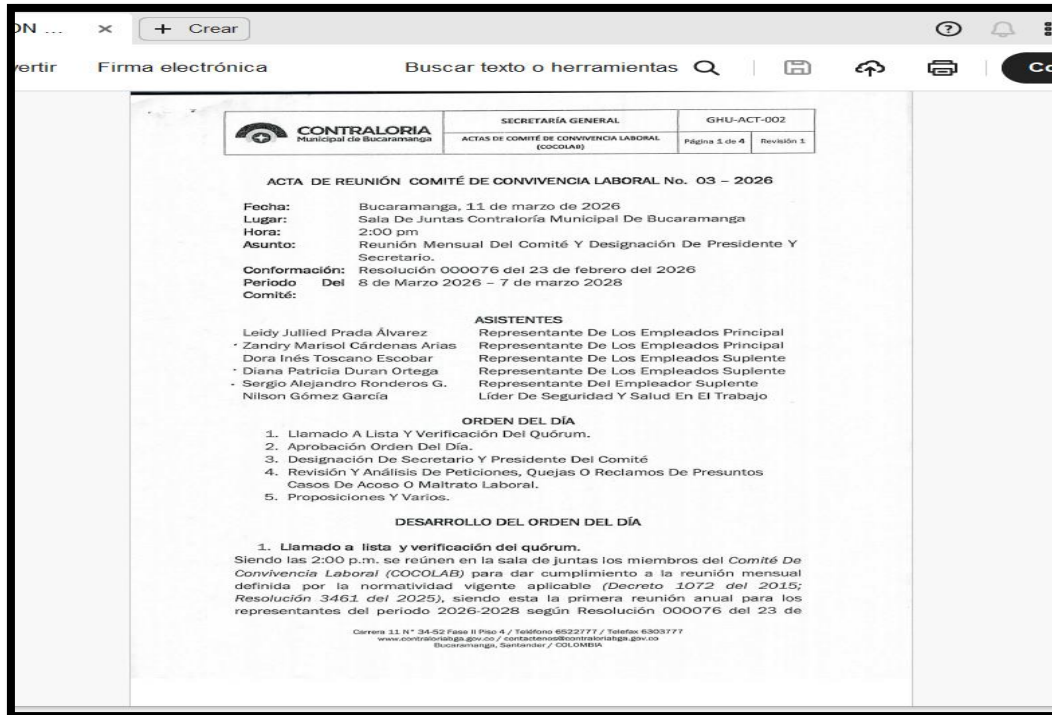 ON ...
× + Crear
vertir Firma electrónica Buscar texto o herramientas
Co
CONTRALORIA
Municipal de Bucaramanga
SECRETARÍA GENERAL
ACTAS DE COMITÉ DE CONVIVENCIA LABORAL
(COCOLAB)
GHU-ACT-002
Página 1 de 4 Revisión 1
ACTA DE REUNIÓN COMITÉ DE CONVIVENCIA LABORAL No. 03 – 2026
Fecha: Bucaramanga, 11 de marzo de 2026
Lugar: Sala De Juntas Contraloría Municipal De Bucaramanga
Hora: 2:00 pm
Asunto: Reunión Mensual Del Comité Y Designación De Presidente Y
Secretario.
Conformación: Resolución 000076 del 23 de febrero del 2026
Periodo Del 8 de Marzo 2026 – 7 de marzo 2028
Comité:
ASISTENTES
Leidy Jullied Prada Álvarez Representante De Los Empleados Principal
Zandry Marisol Cárdenas Arias Representante De Los Empleados Principal
Dora Inés Toscano Escobar Representante De Los Empleados Suplente
Diana Patricia Duran Ortega Representante De Los Empleados Suplente
Sergio Alejandro Ronderos G. Representante Del Empleador Suplente
Nilson Gómez García Líder De Seguridad Y Salud En El Trabajo
ORDEN DEL DÍA
1. Llamado A Lista Y Verificación Del Quórum.
2. Aprobación Orden Del Día.
3. Designación De Secretario Y Presidente Del Comité
4. Revisión Y Análisis De Peticiones, Quejas O Reclamos De Presuntos
Casos De Acoso O Maltrato Laboral.
5. Proposiciones Y Varios.
DESARROLLO DEL ORDEN DEL DÍA
1. Llamado a lista y verificación del quórum.
Siendo las 2:00 p.m. se reúnen en la sala de juntas los miembros del Comité De
Convivencia Laboral (COCOLAB) para dar cumplimiento a la reunión mensual
definida por la normatividad vigente aplicable (Decreto 1072 del 2015;
Resolución 3461 del 2025), siendo esta la primera reunión anual para los
representantes del periodo 2026-2028 según Resolución 000076 del 23 de
Carrera 11 N° 34-52 Fase II Piso 4 / Teléfono 6522777 / Telefax 6303777
www.contraloriabga.gov.co / contactenos@contraloriabga.gov.co
Bucaramanga, Santander / COLOMBIA